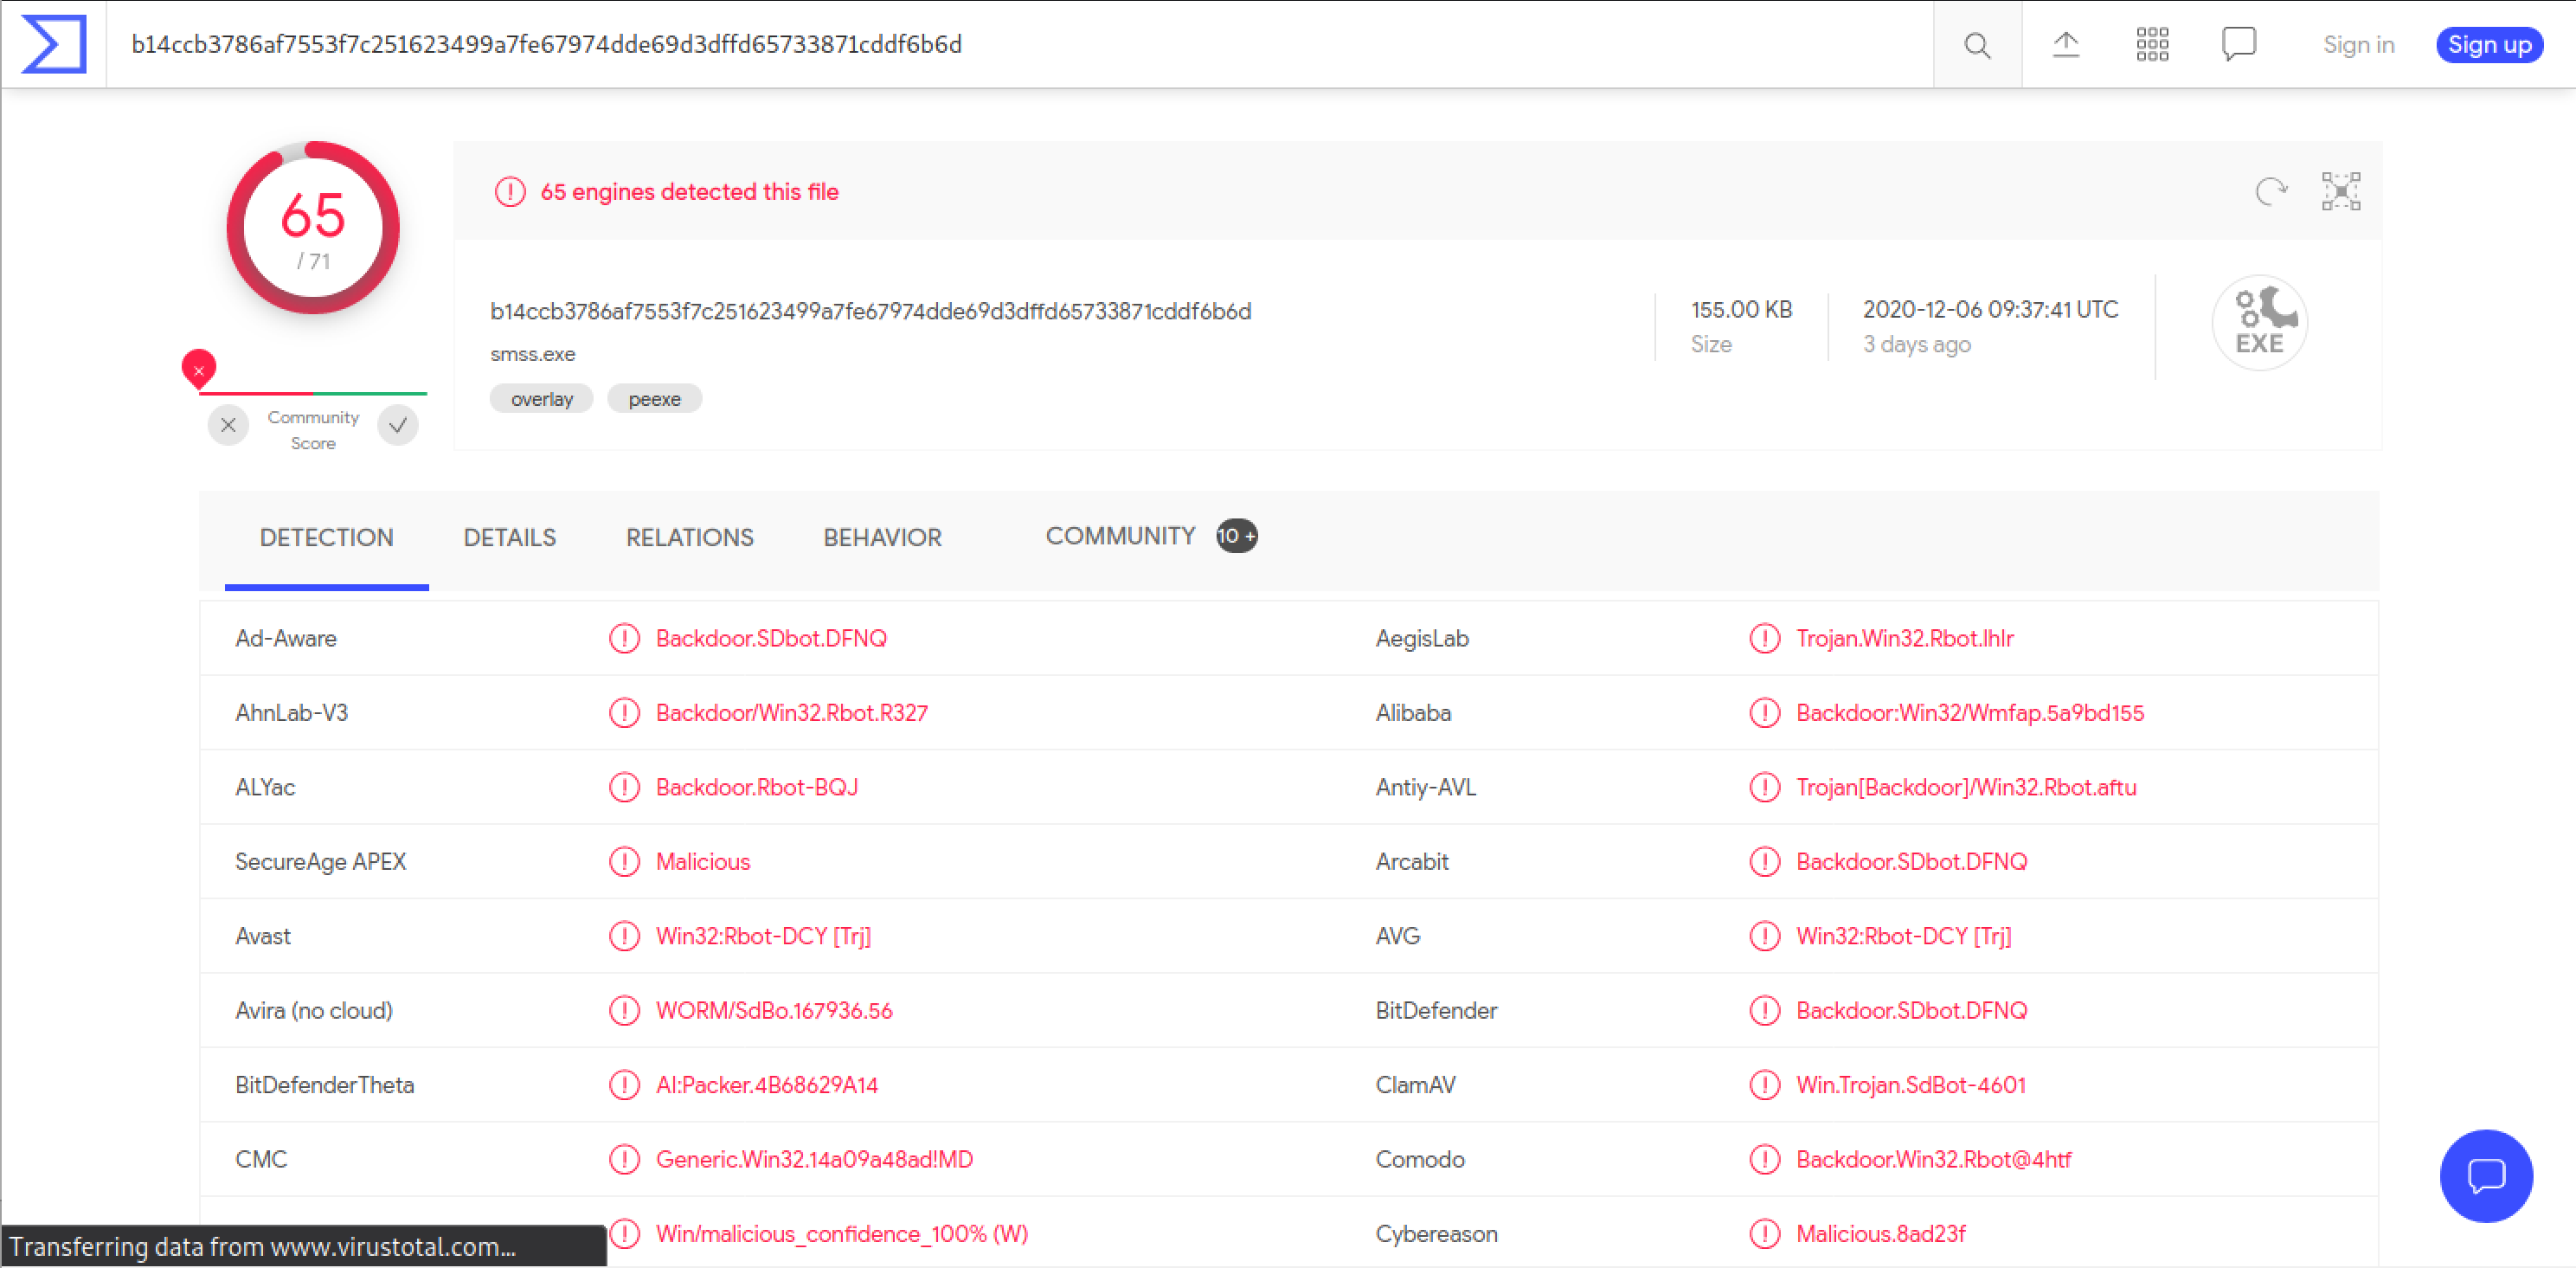 b14ccb3786af7553f7c251623499a7fe67974dde69d3dffd65733871cddf6b6d
Sign in
Sign up
65
/ 71
65 engines detected this file
b14ccb3786af7553f7c251623499a7fe67974dde69d3dffd65733871cddf6b6d
smss.exe
overlay peexe
155.00 KB
Size
2020-12-06 09:37:41 UTC
3 days ago
EXE
Community
Score
DETECTION DETAILS RELATIONS BEHAVIOR COMMUNITY 10 +
Ad-Aware Backdoor.SDbot.DFNQ AegisLab Trojan.Win32.Rbot.lhlr
AhnLab-V3 Backdoor/Win32.Rbot.R327 Alibaba Backdoor:Win32/Wmfap.5a9bd155
ALYac Backdoor.Rbot-BQJ Antiy-AVL Trojan[Backdoor]/Win32.Rbot.aftu
SecureAge APEX Malicious Arcabit Backdoor.SDbot.DFNQ
Avast Win32:Rbot-DCY [Trj] AVG Win32:Rbot-DCY [Trj]
Avira (no cloud) WORM/SdBo.167936.56 BitDefender Backdoor.SDbot.DFNQ
BitDefenderTheta AI:Packer.4B68629A14 ClamAV Win.Trojan.SdBot-4601
CMC Generic.Win32.14a09a48ad!MD Comodo Backdoor.Win32.Rbot@4htf
Win/malicious_confidence_100% (W) Cybereason Malicious.8ad23f
Transferring data from www.virustotal.com...